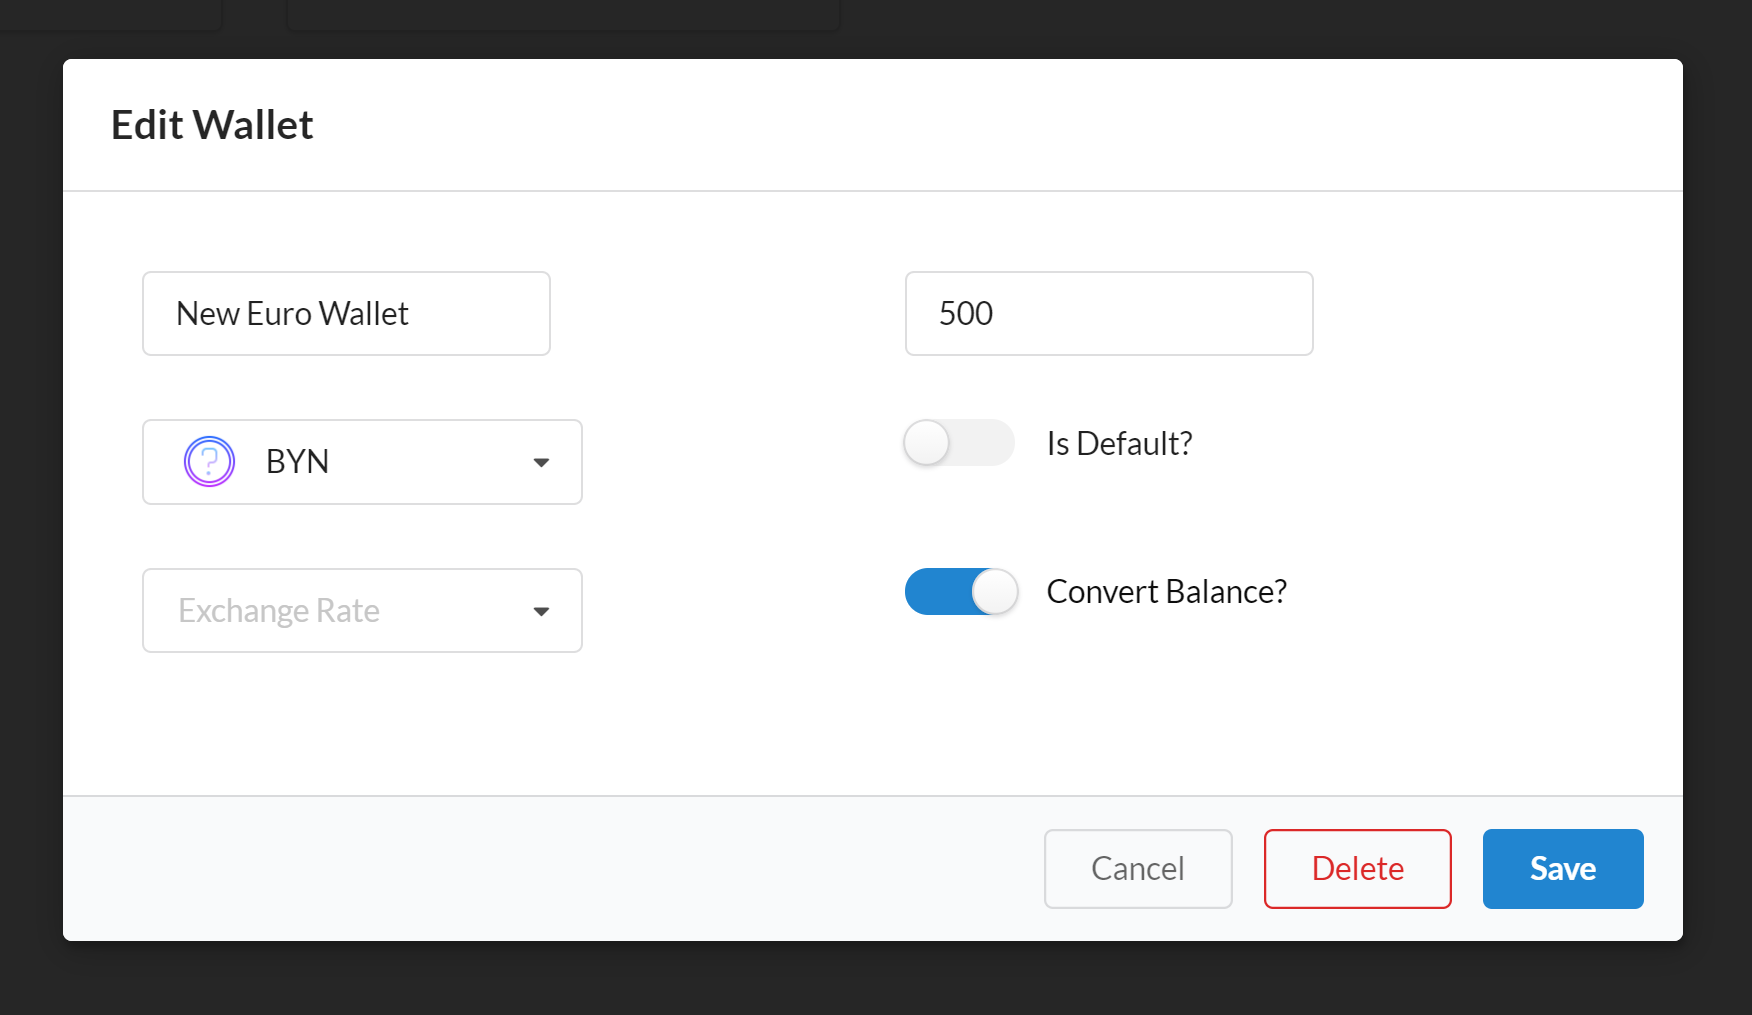 Edit Wallet
New Euro Wallet
500
? BYN
Is Default?
Exchange Rate
Convert Balance?
Cancel
Delete
Save